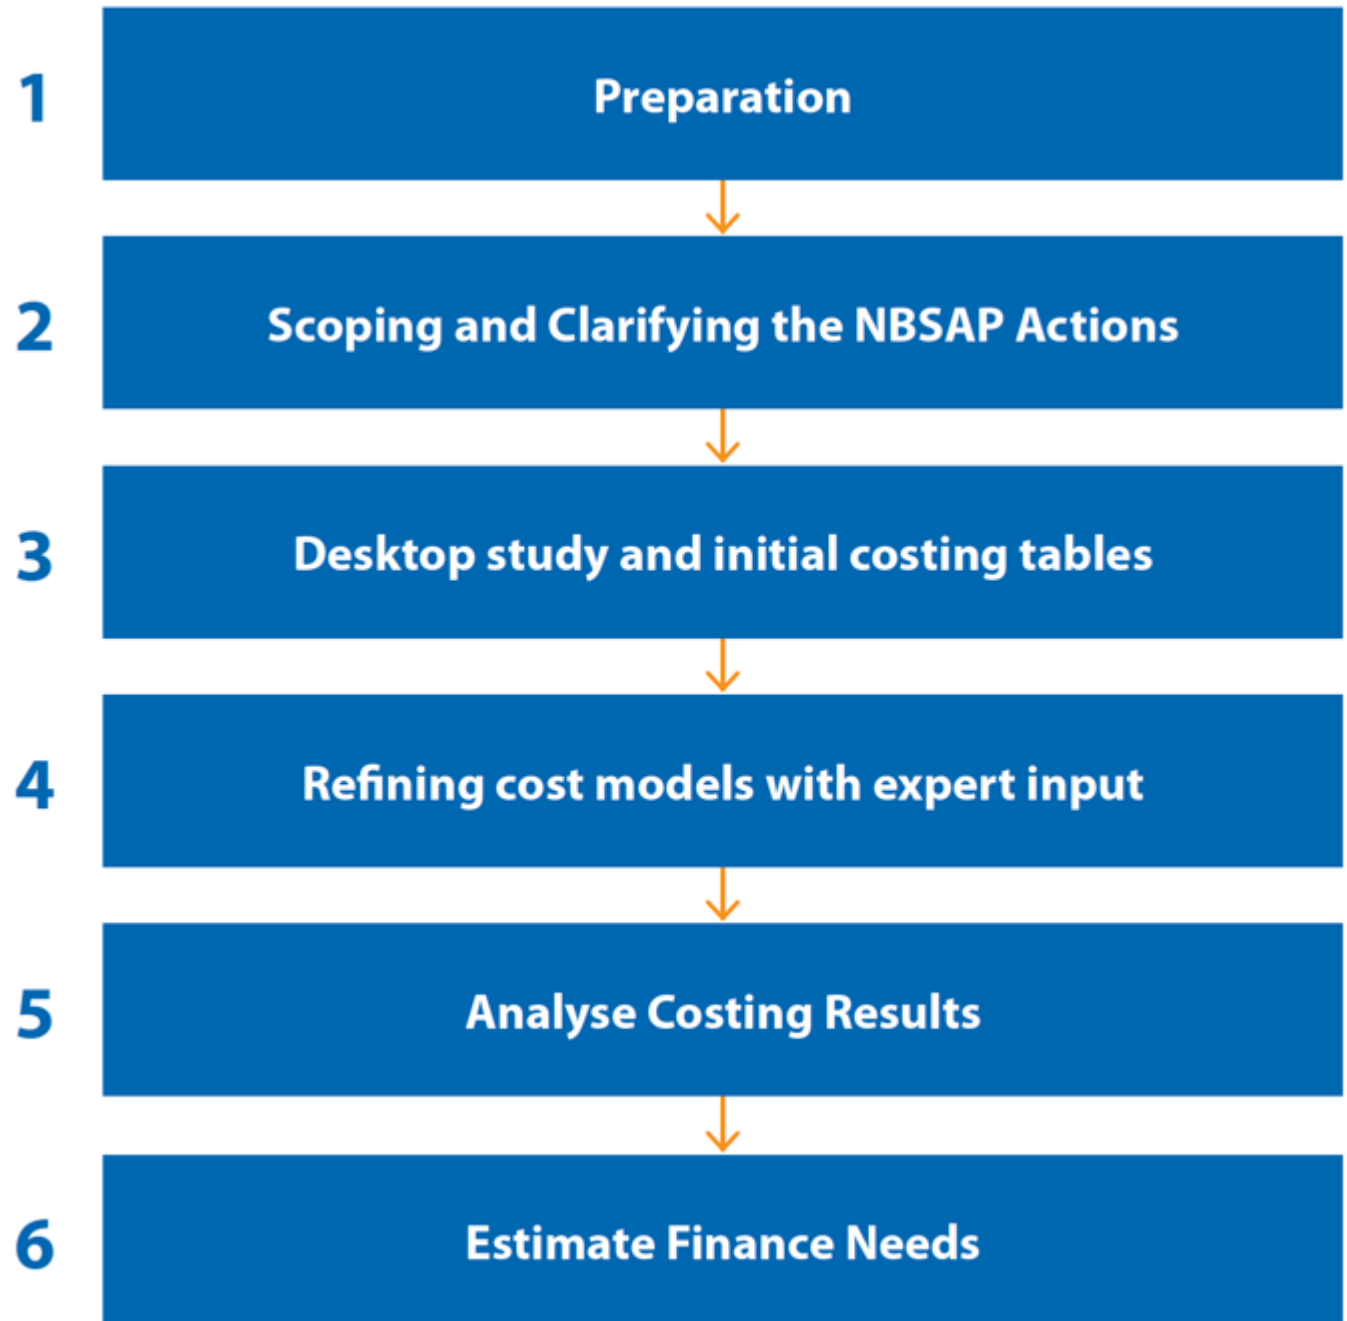 1
Preparation
2
Scoping and Clarifying the NBSAP Actions
3
Desktop study and initial costing tables
4
Refining cost models with expert input
5
Analyse Costing Results
6
Estimate Finance Needs